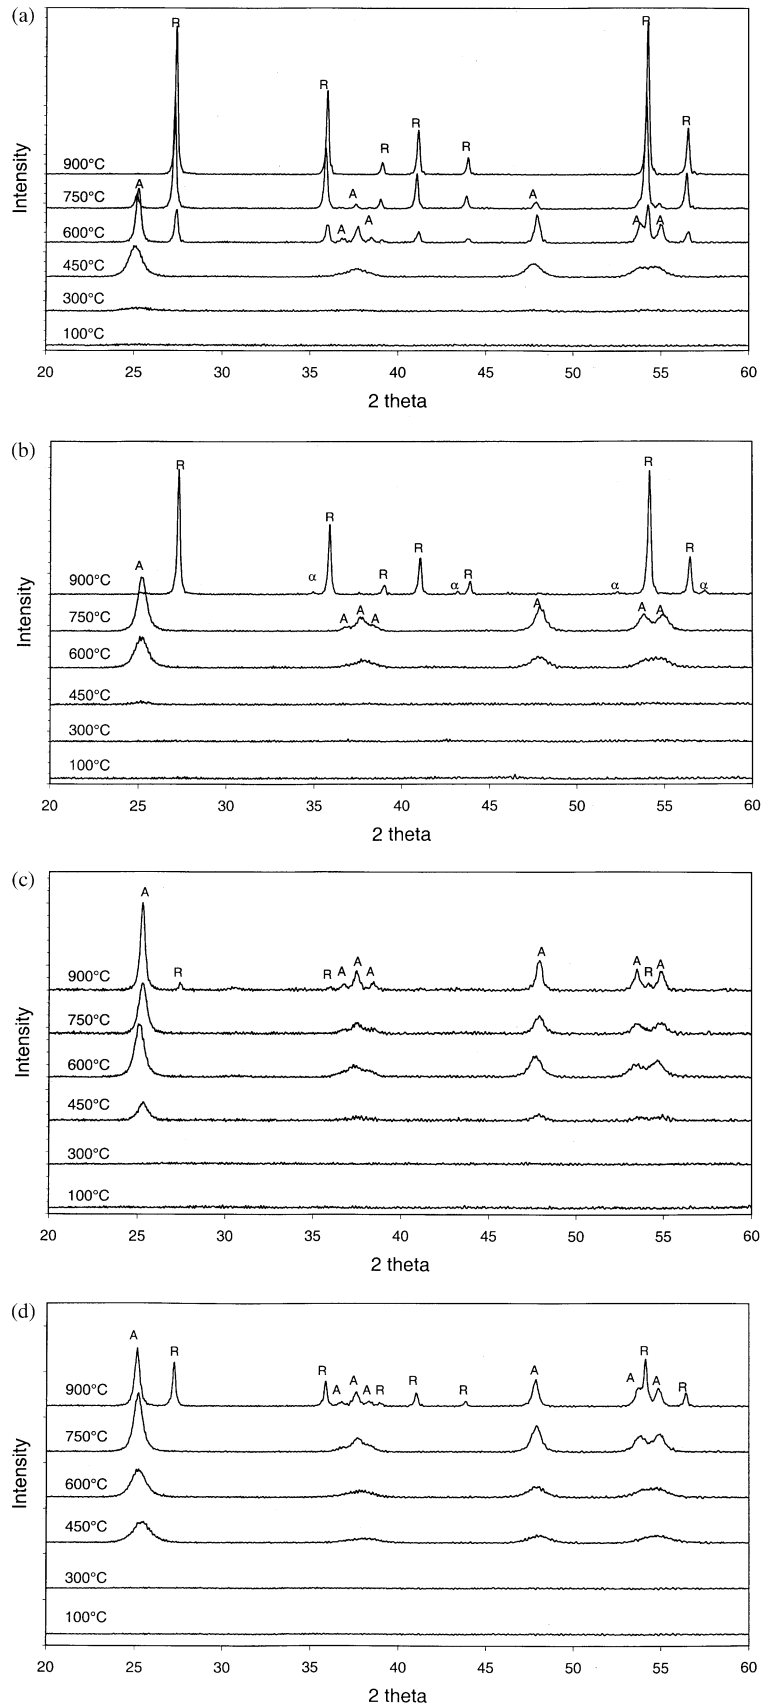 (a)
R R R R R R R
900°C
750°C A A A
600°C A A A A
450°C
300°C
100°C
Intensity
20 25 30 35 40 45 50 55 60
2 theta
(b)
R R R R R R R
900°C α α α α
750°C A A A A A A A
600°C
450°C
300°C
100°C
Intensity
20 25 30 35 40 45 50 55 60
2 theta
(c)
A
900°C R R A A A A A R A
750°C
600°C
450°C
300°C
100°C
Intensity
20 25 30 35 40 45 50 55 60
2 theta
(d)
A R R A A A R R R A A R A R
900°C
750°C
600°C
450°C
300°C
100°C
Intensity
20 25 30 35 40 45 50 55 60
2 theta